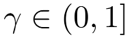 γ ∈ (0, 1]